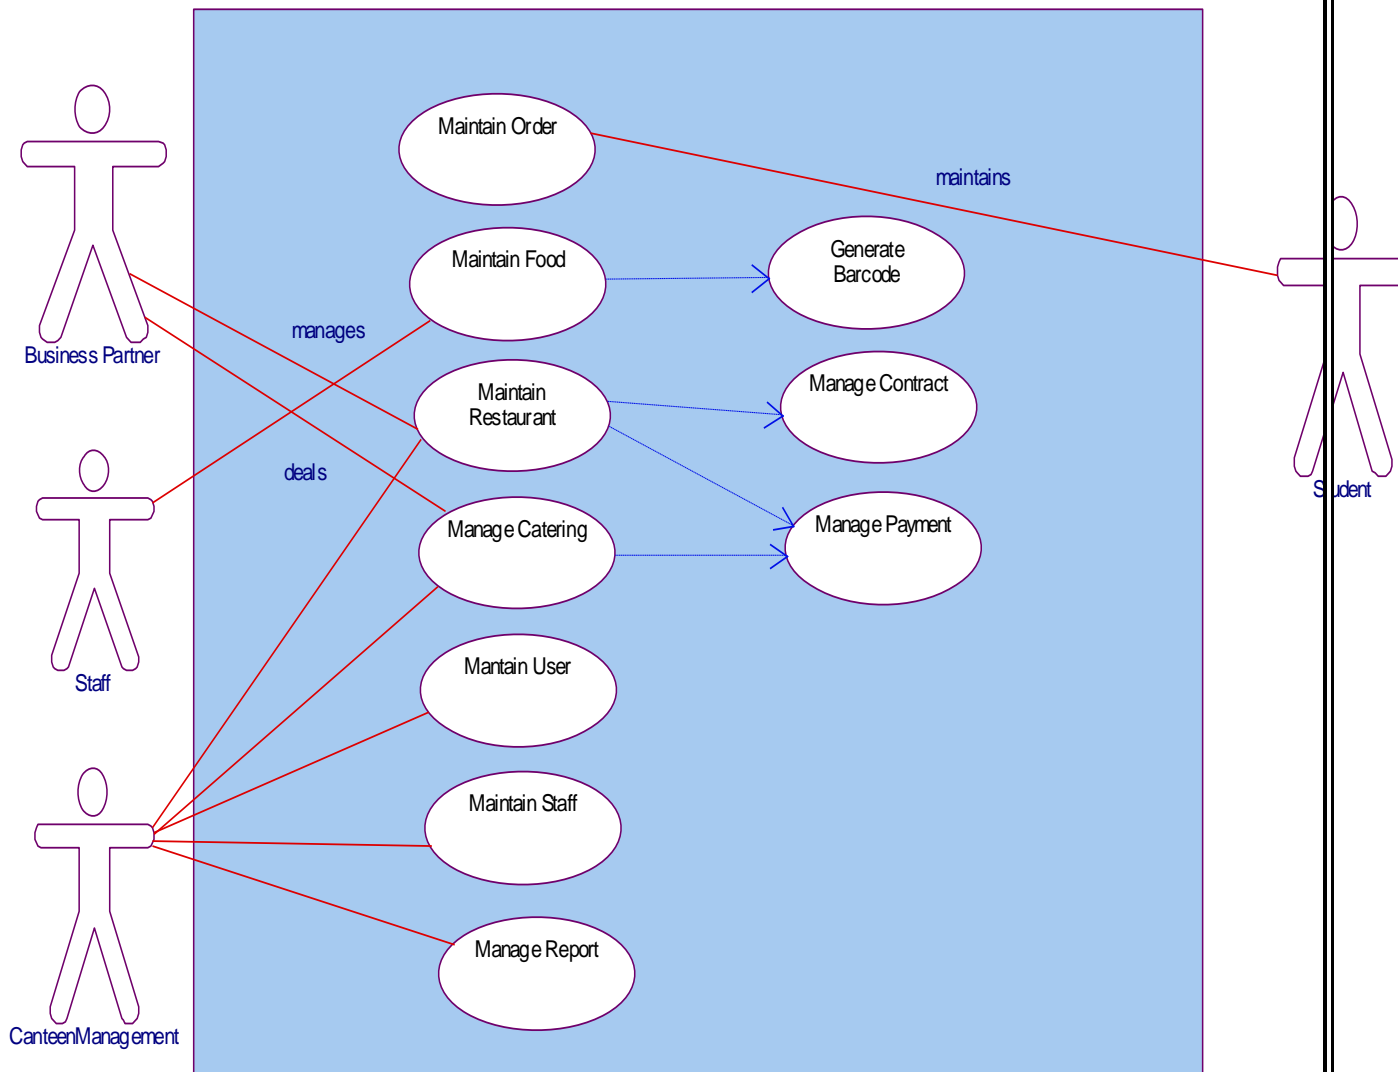 Maintain Order
maintains
Maintain Food
Generate
Barcode
manages
Business Partner
Maintain
Restaurant
Manage Contract
deals
Student
Manage Catering
Manage Payment
Mantain User
Staff
Maintain Staff
Manage Report
CanteenManagement